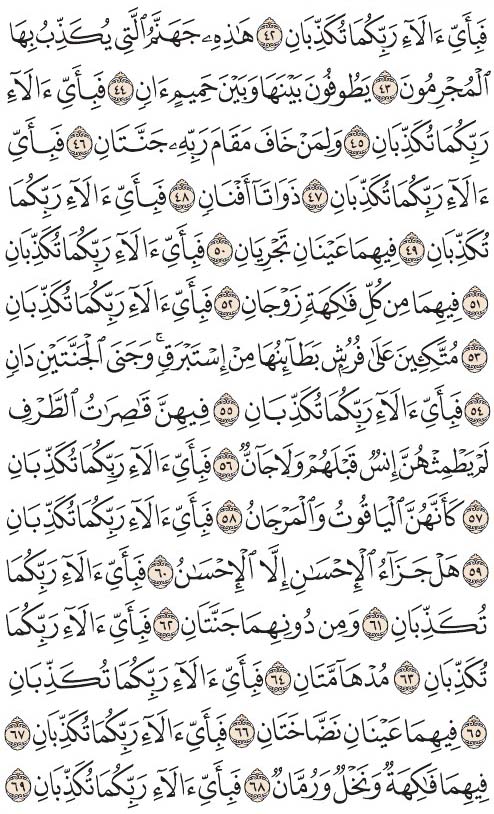 فَبِأَيِّ ءَالَآءِ رَبِّكُمَا تُكَذِّبَانِ ٤٢ هَٰذِهِۦ جَهَنَّمُ ٱلَّتِي يُكَذِّبُ بِهَا
ٱلْمُجْرِمُونَ ٤٣ يَطُوفُونَ بَيْنَهَا وَبَيْنَ حَمِيمٍ ءَانٍ ٤٤ فَبِأَيِّ ءَالَآءِ
رَبِّكُمَا تُكَذِّبَانِ ٤٥ وَلِمَنْ خَافَ مَقَامَ رَبِّهِۦ جَنَّتَانِ ٤٦ فَبِأَيِّ
ءَالَآءِ رَبِّكُمَا تُكَذِّبَانِ ٤٧ ذَوَاتَآ أَفْنَانٍ ٤٨ فَبِأَيِّ ءَالَآءِ رَبِّكُمَا
تُكَذِّبَانِ ٤٩ فِيهِمَا عَيْنَانِ تَجْرِيَانِ ٥٠ فَبِأَيِّ ءَالَآءِ رَبِّكُمَا تُكَذِّبَانِ
٥١ فِيهِمَا مِن كُلِّ فَٰكِهَةٍ زَوْجَانِ ٥٢ فَبِأَيِّ ءَالَآءِ رَبِّكُمَا تُكَذِّبَانِ
٥٣ مُتَّكِـِٔينَ عَلَىٰ فُرُشٍۭ بَطَآئِنُهَا مِنْ إِسْتَبْرَقٍ ۚ وَجَنَى ٱلْجَنَّتَيْنِ دَانٍ
٥٤ فَبِأَيِّ ءَالَآءِ رَبِّكُمَا تُكَذِّبَانِ ٥٥ فِيهِنَّ قَٰصِرَٰتُ ٱلطَّرْفِ
لَمْ يَطْمِثْهُنَّ إِنسٌ قَبْلَهُمْ وَلَا جَآنٌّ ٥٦ فَبِأَيِّ ءَالَآءِ رَبِّكُمَا تُكَذِّبَانِ
٥٧ كَأَنَّهُنَّ ٱلْيَاقُوتُ وَٱلْمَرْجَانُ ٥٨ فَبِأَيِّ ءَالَآءِ رَبِّكُمَا تُكَذِّبَانِ
٥٩ هَلْ جَزَآءُ ٱلْإِحْسَٰنِ إِلَّا ٱلْإِحْسَٰنُ ٦٠ فَبِأَيِّ ءَالَآءِ رَبِّكُمَا
تُكَذِّبَانِ ٦١ وَمِن دُونِهِمَا جَنَّتَانِ ٦٢ فَبِأَيِّ ءَالَآءِ رَبِّكُمَا
تُكَذِّبَانِ ٦٣ مُدْهَآمَّتَانِ ٦٤ فَبِأَيِّ ءَالَآءِ رَبِّكُمَا تُكَذِّبَانِ
٦٥ فِيهِمَا عَيْنَانِ نَضَّاخَتَانِ ٦٦ فَبِأَيِّ ءَالَآءِ رَبِّكُمَا تُكَذِّبَانِ ٦٧
فِيهِمَا فَٰكِهَةٌ وَنَخْلٌ وَرُمَّانٌ ٦٨ فَبِأَيِّ ءَالَآءِ رَبِّكُمَا تُكَذِّبَانِ ٦٩